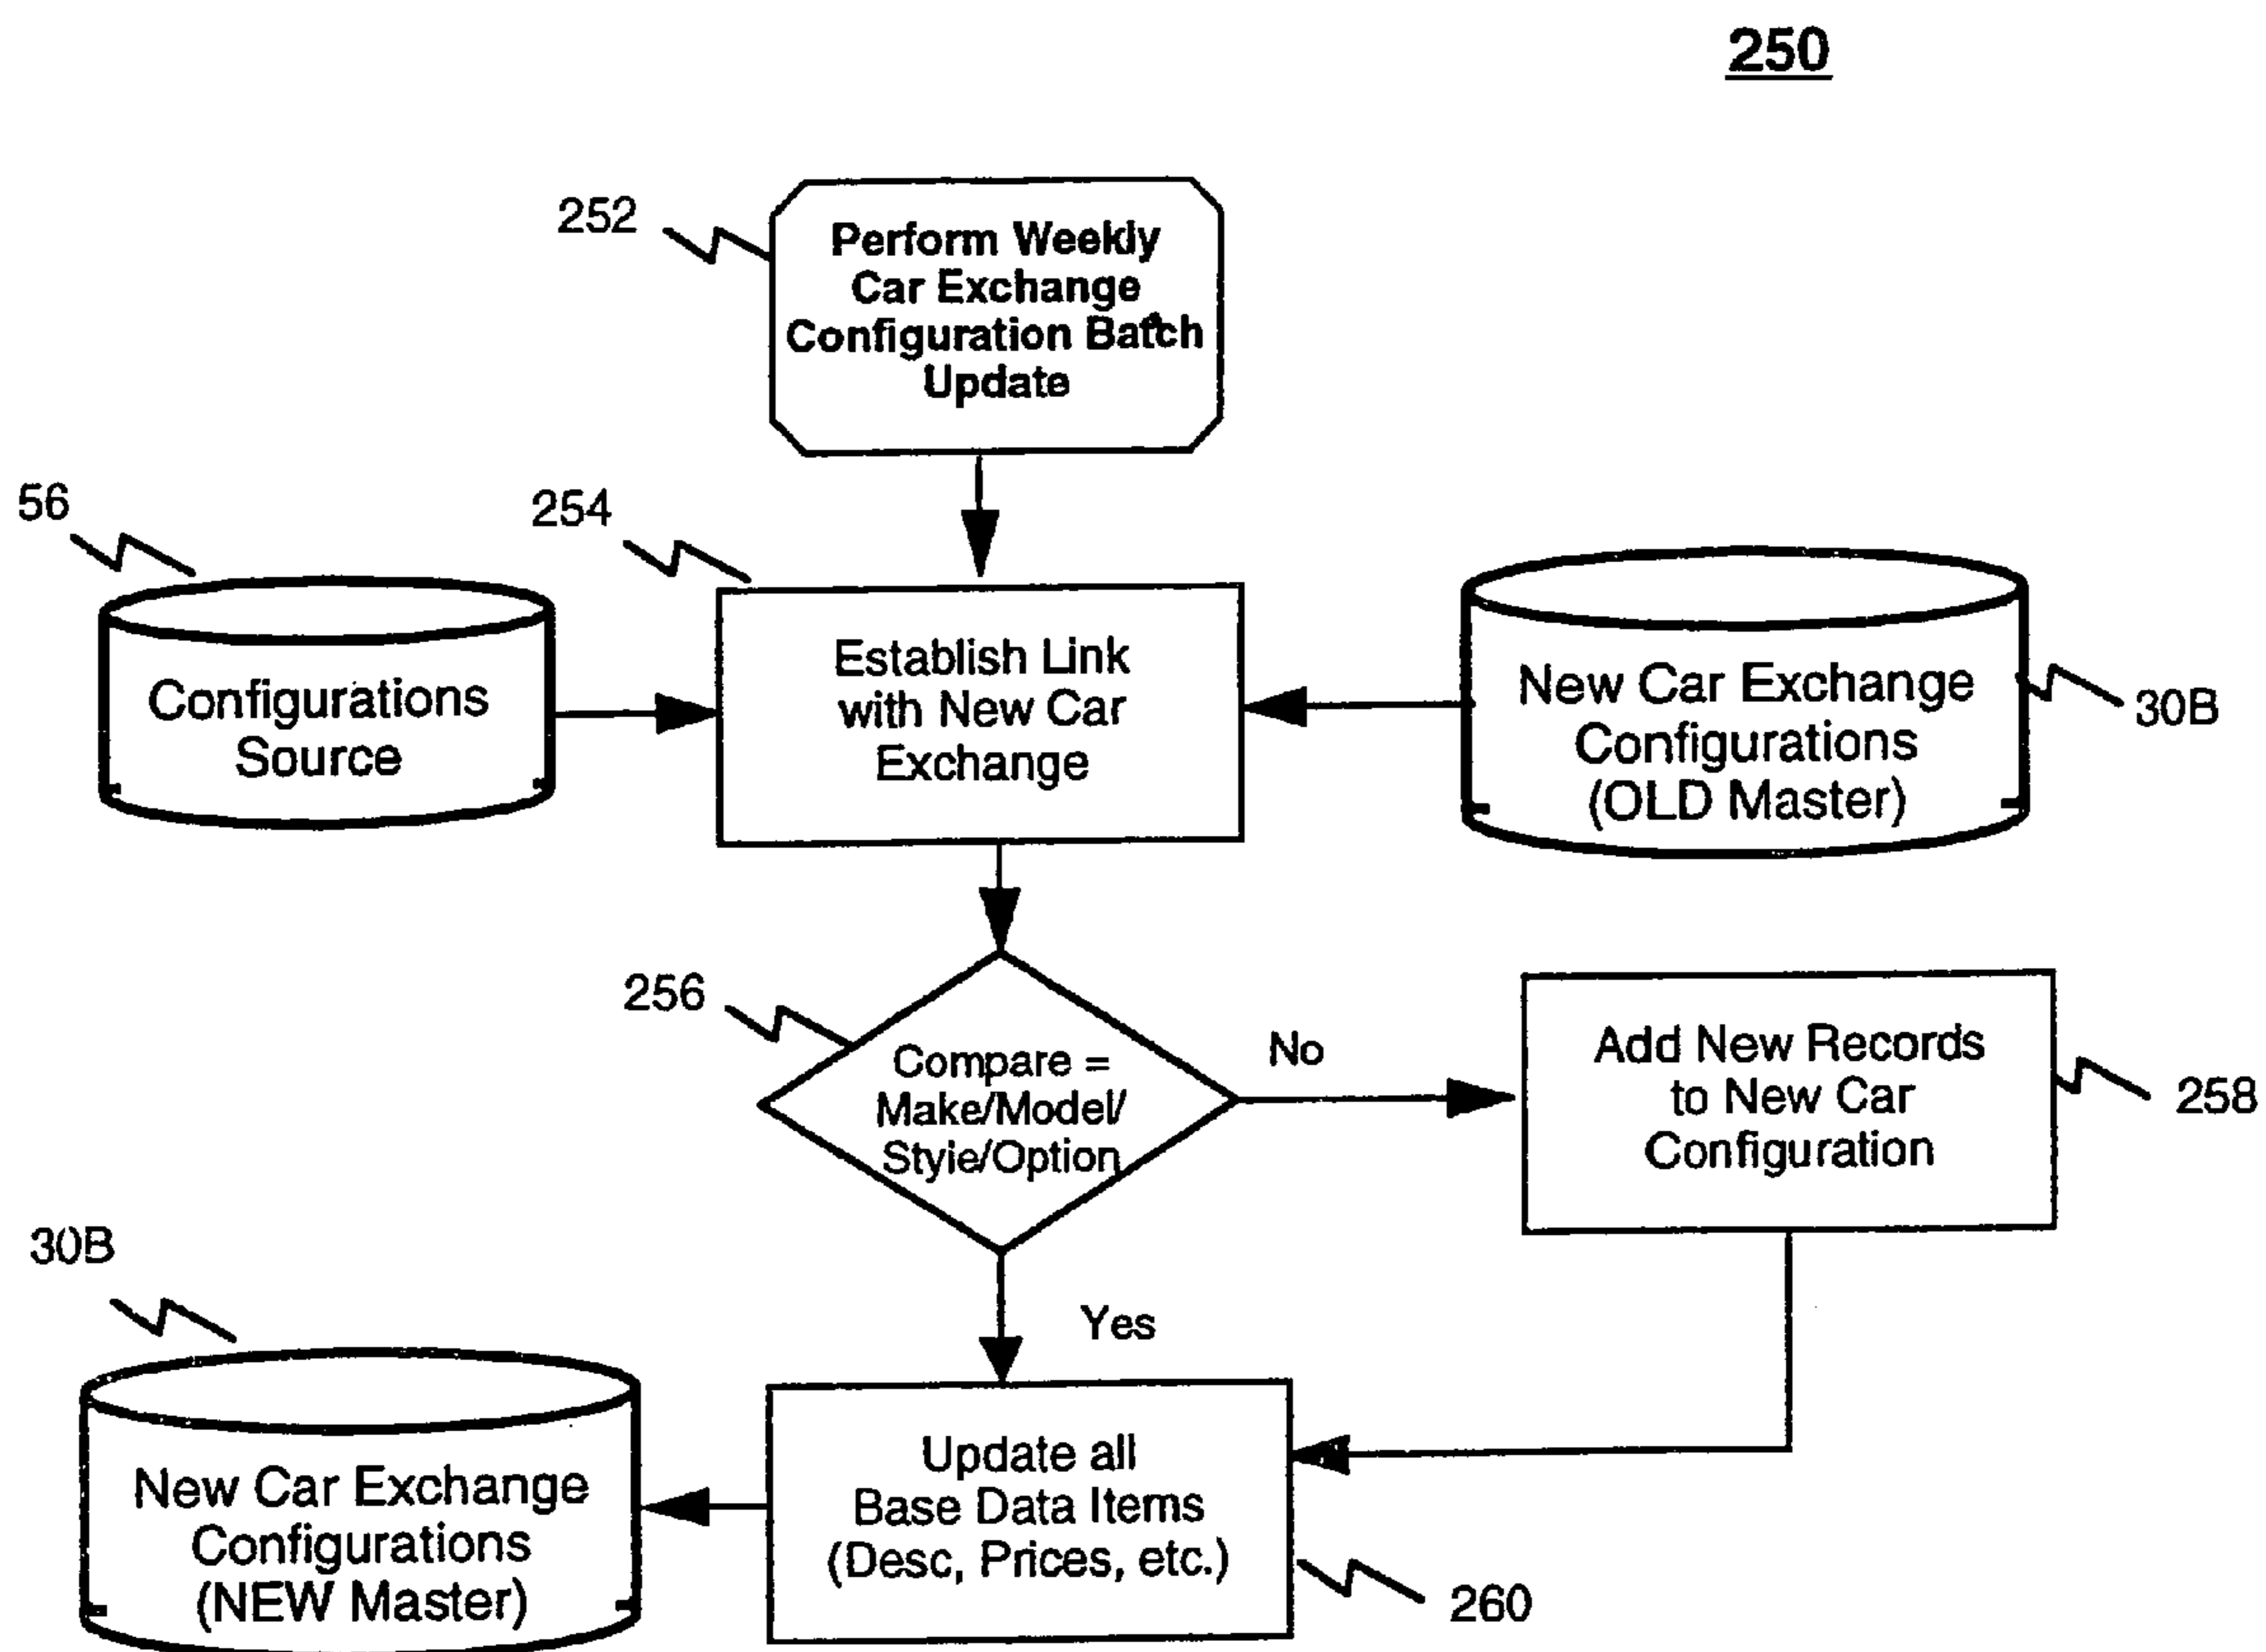 250
252
Perform Weekly
Car Exchange
Configuration Batch
Update
56
254
Configurations
Source
Establish Link
with New Car
Exchange
New Car Exchange
Configurations
(OLD Master)
30B
256
Compare =
Make/Model/
Style/Option
No
Add New Records
to New Car
Configuration
258
30B
Yes
New Car Exchange
Configurations
(NEW Master)
Update all
Base Data Items
(Desc, Prices, etc.)
260